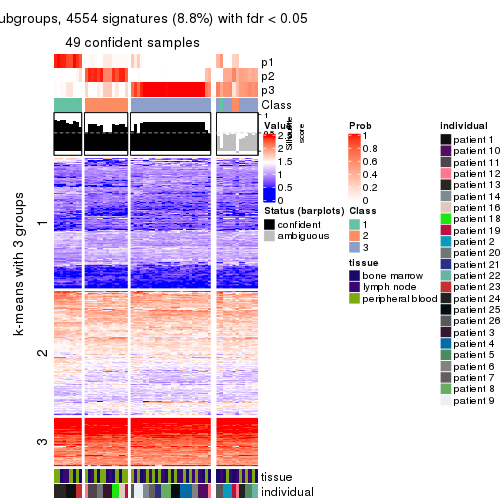 ubgroups, 4554 signatures (8.8%) with fdr < 0.05
49 confident samples
p1
p2
p3
Class
1
Silhouette
score
k-means with 3 groups
1
2
3
tissue
individual
Value
2.5
2
1.5
1
0.5
0
Status (barplots)
confident
ambiguous
Prob
1
0.8
0.6
0.4
0.2
0
Class
1
2
3
tissue
bone marrow
lymph node
peripheral blood
individual
patient 1
patient 10
patient 11
patient 12
patient 13
patient 14
patient 16
patient 18
patient 19
patient 2
patient 20
patient 21
patient 22
patient 23
patient 24
patient 25
patient 26
patient 3
patient 4
patient 5
patient 6
patient 7
patient 8
patient 9